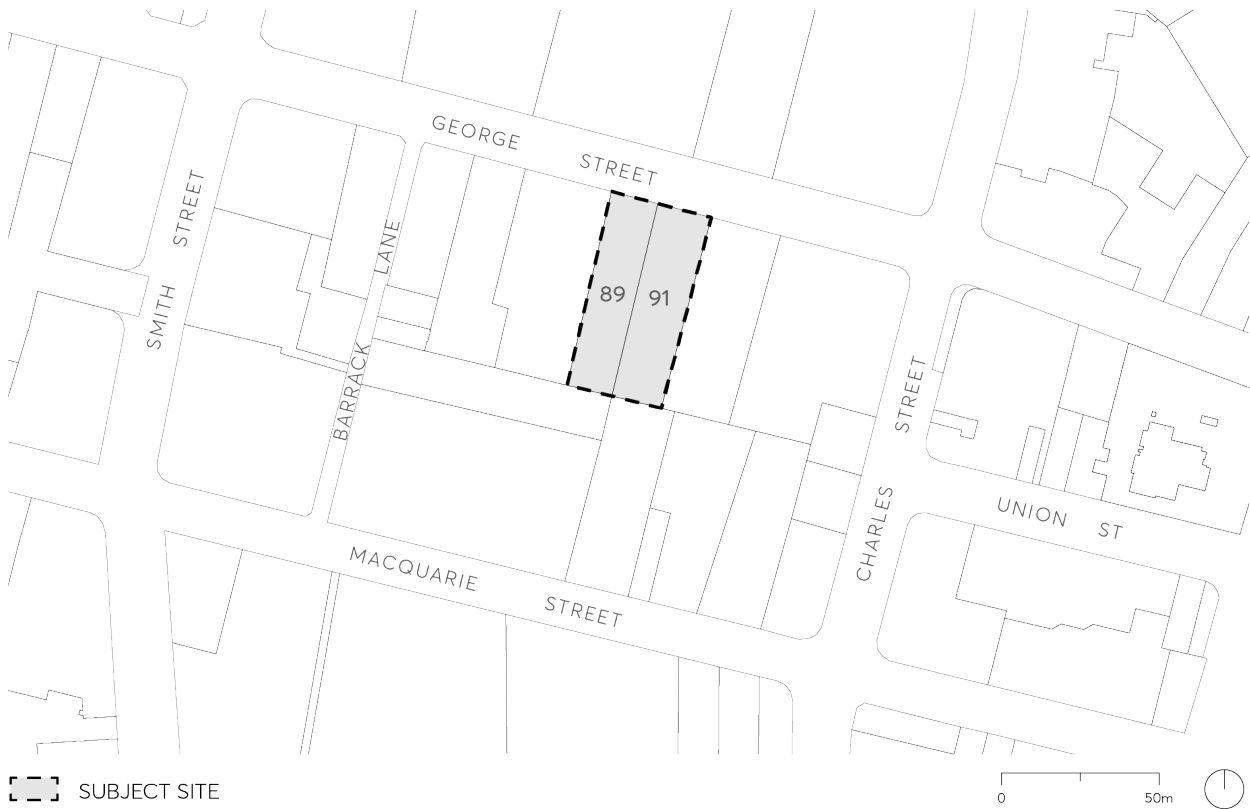 GEORGE STREET
SMITH STREET
BARRACK LANE
89
91
CHARLES STREET
UNION ST
MACQUARIE STREET
SUBJECT SITE
0 50m